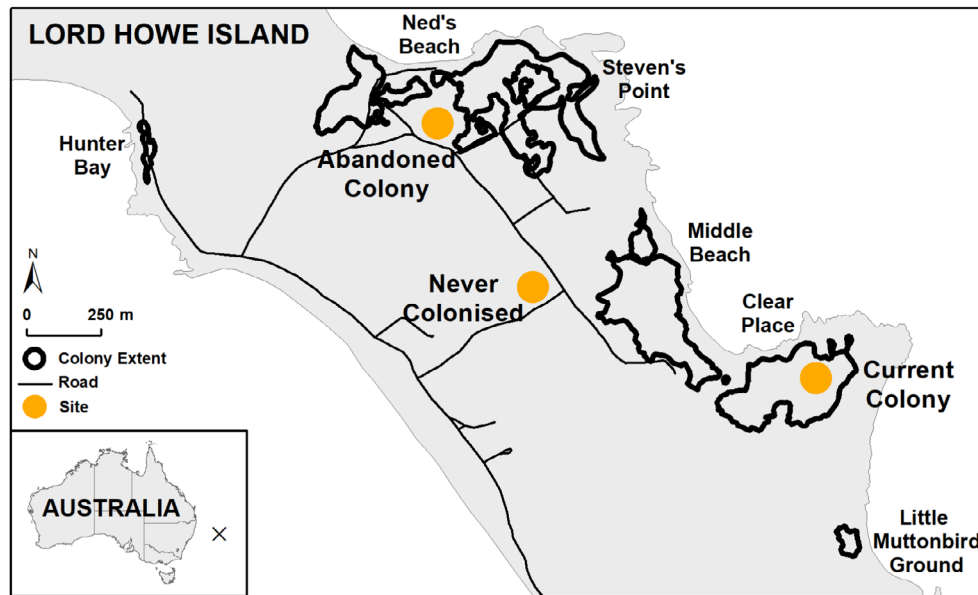 LORD HOWE ISLAND
Ned's
Beach
Steven's
Point
Hunter
Bay
Abandoned
Colony
Middle
Beach
Never
Colonised
Clear
Place
Current
Colony
N
0 250 m
Colony Extent
Road
Site
AUSTRALIA
Little
Muttonbird
Ground